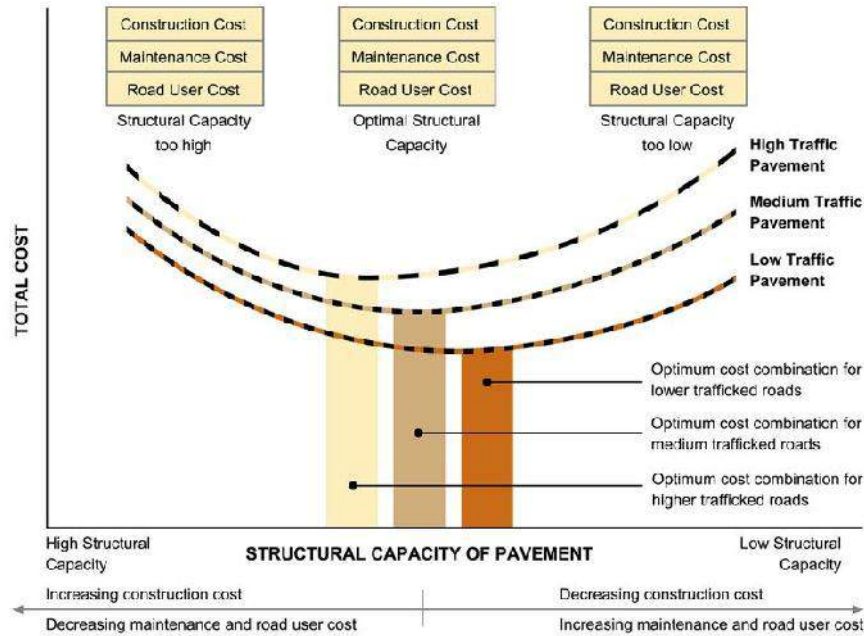 Construction Cost
Maintenance Cost
Road User Cost
Structural Capacity
too high
Construction Cost
Maintenance Cost
Road User Cost
Optimal Structural
Capacity
Construction Cost
Maintenance Cost
Road User Cost
Structural Capacity
too low
High Traffic
Pavement
Medium Traffic
Pavement
Low Traffic
Pavement
TOTAL COST
Optimum cost combination for
lower trafficked roads
Optimum cost combination for
medium trafficked roads
Optimum cost combination for
higher trafficked roads
High Structural
Capacity
STRUCTURAL CAPACITY OF PAVEMENT
Low Structural
Capacity
Increasing construction cost
Decreasing construction cost
Decreasing maintenance and road user cost
Increasing maintenance and road user cost